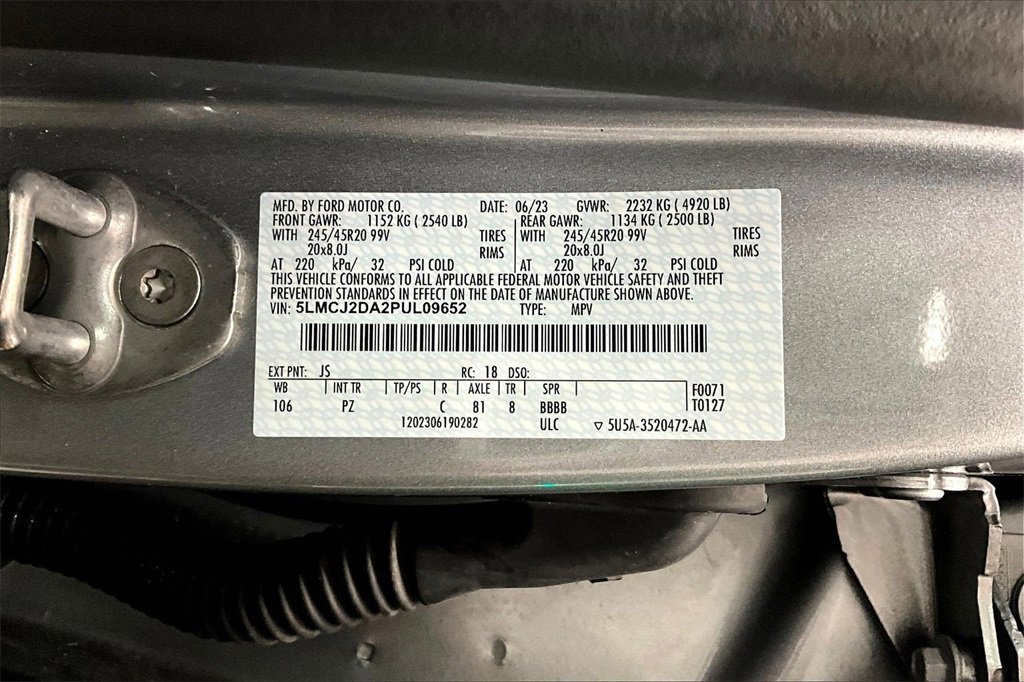 MFD. BY FORD MOTOR CO. DATE: 06/23 GVWR: 2232 KG ( 4920 LB)
FRONT GAWR: 1152 KG ( 2540 LB) REAR GAWR: 1134 KG ( 2500 LB)
WITH 245/45R20 99V TIRES WITH 245/45R20 99V TIRES
20x8.0J RIMS 20x8.0J RIMS
AT 220 kPa/ 32 PSI COLD AT 220 kPa/ 32 PSI COLD
THIS VEHICLE CONFORMS TO ALL APPLICABLE FEDERAL MOTOR VEHICLE SAFETY AND THEFT
PREVENTION STANDARDS IN EFFECT ON THE DATE OF MANUFACTURE SHOWN ABOVE.
VIN: 5LMCJ2DA2PUL09652 TYPE: MPV
EXT PNT: JS RC: 18 DSO:
WB INT TR TP/PS R AXLE TR SPR F0071
106 PZ C 81 8 BBBB T0127
1202306190282 ULC ▽ 5U5A-3520472-AA